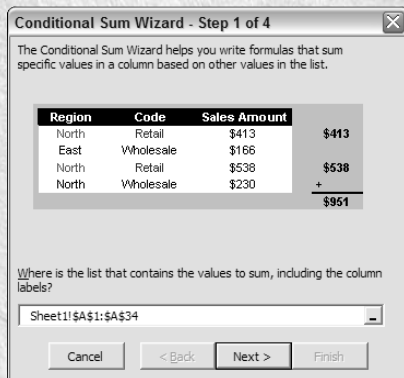 Conditional Sum Wizard - Step 1 of 4
The Conditional Sum Wizard helps you write formulas that sum
specific values in a column based on other values in the list.
Region Code Sales Amount
North Retail $413 $413
East Wholesale $166
North Retail $538 $538
North Wholesale $230 +
$951
Where is the list that contains the values to sum, including the column
labels?
Sheet1!$A$1:$A$34
Cancel < Back Next > Finish